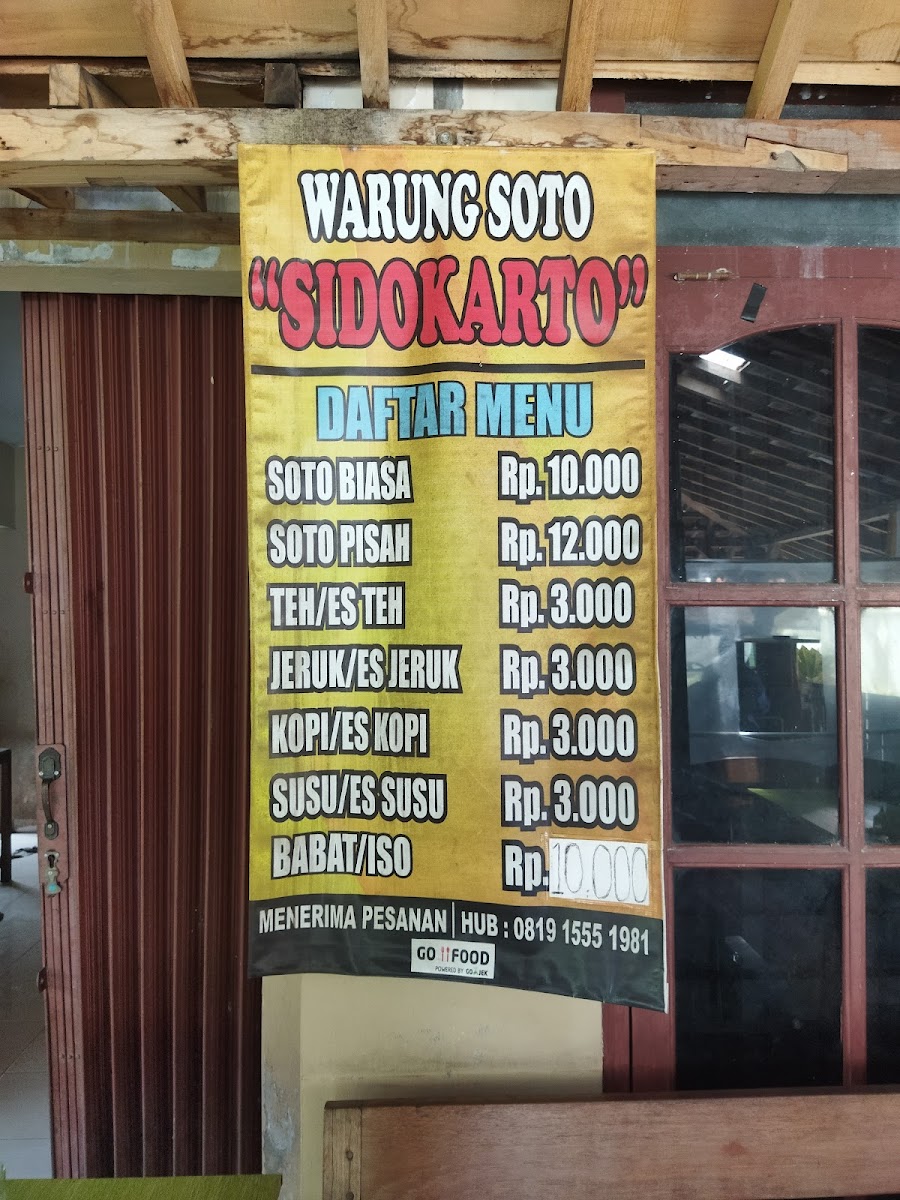 WARUNG SOTO
“SIDOKARTO”
DAFTAR MENU
SOTO BIASA Rp. 10.000
SOTO PISAH Rp. 12.000
TEH/ES TEH Rp. 3.000
JERUK/ES JERUK Rp. 3.000
KOPI/ES KOPI Rp. 3.000
SUSU/ES SUSU Rp. 3.000
BABAT/ISO Rp. 10.000
MENERIMA PESANAN | HUB : 0819 1555 1981
GO FOOD
POWERED BY GO JEK